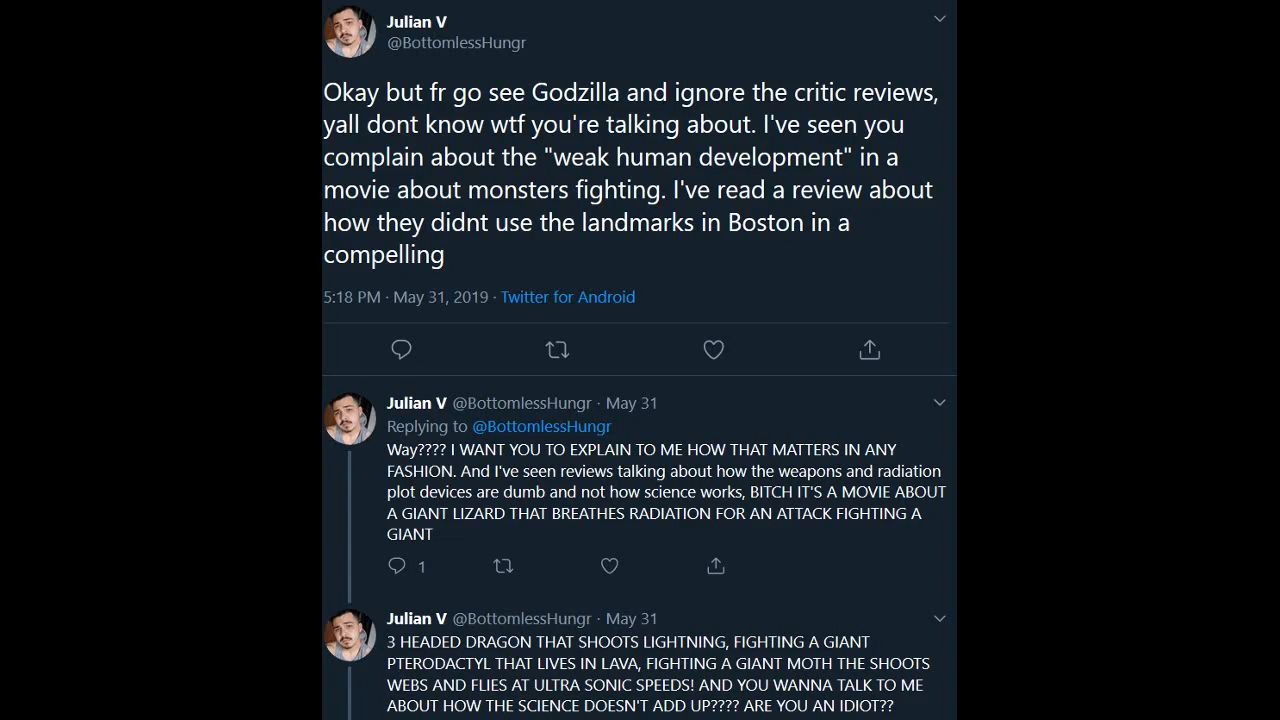 Julian V
@BottomlessHungr
Okay but fr go see Godzilla and ignore the critic reviews,
yall dont know wtf you're talking about. I've seen you
complain about the "weak human development" in a
movie about monsters fighting. I've read a review about
how they didnt use the landmarks in Boston in a
compelling
5:18 PM · May 31, 2019 · Twitter for Android
Julian V @BottomlessHungr · May 31
Replying to @BottomlessHungr
Way???? I WANT YOU TO EXPLAIN TO ME HOW THAT MATTERS IN ANY
FASHION. And I've seen reviews talking about how the weapons and radiation
plot devices are dumb and not how science works, BITCH IT'S A MOVIE ABOUT
A GIANT LIZARD THAT BREATHES RADIATION FOR AN ATTACK FIGHTING A
GIANT
1
Julian V @BottomlessHungr · May 31
3 HEADED DRAGON THAT SHOOTS LIGHTNING, FIGHTING A GIANT
PTERODACTYL THAT LIVES IN LAVA, FIGHTING A GIANT MOTH THE SHOOTS
WEBS AND FLIES AT ULTRA SONIC SPEEDS! AND YOU WANNA TALK TO ME
ABOUT HOW THE SCIENCE DOESN'T ADD UP???? ARE YOU AN IDIOT??